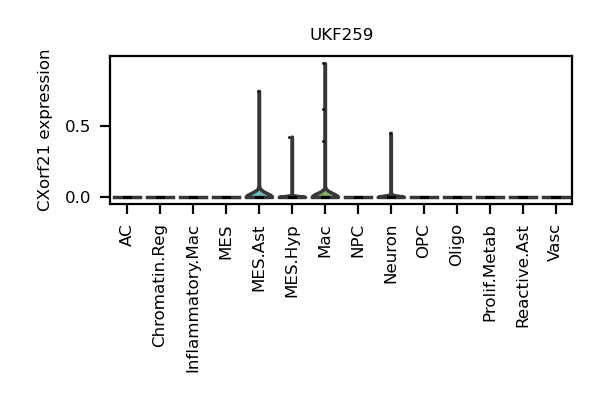 UKF259
CXorf21 expression
0.5
0.0
AC
Chromatin.Reg
Inflammatory.Mac
MES
MES.Ast
MES.Hyp
Mac
NPC
Neuron
OPC
Oligo
Prolif.Metab
Reactive.Ast
Vasc